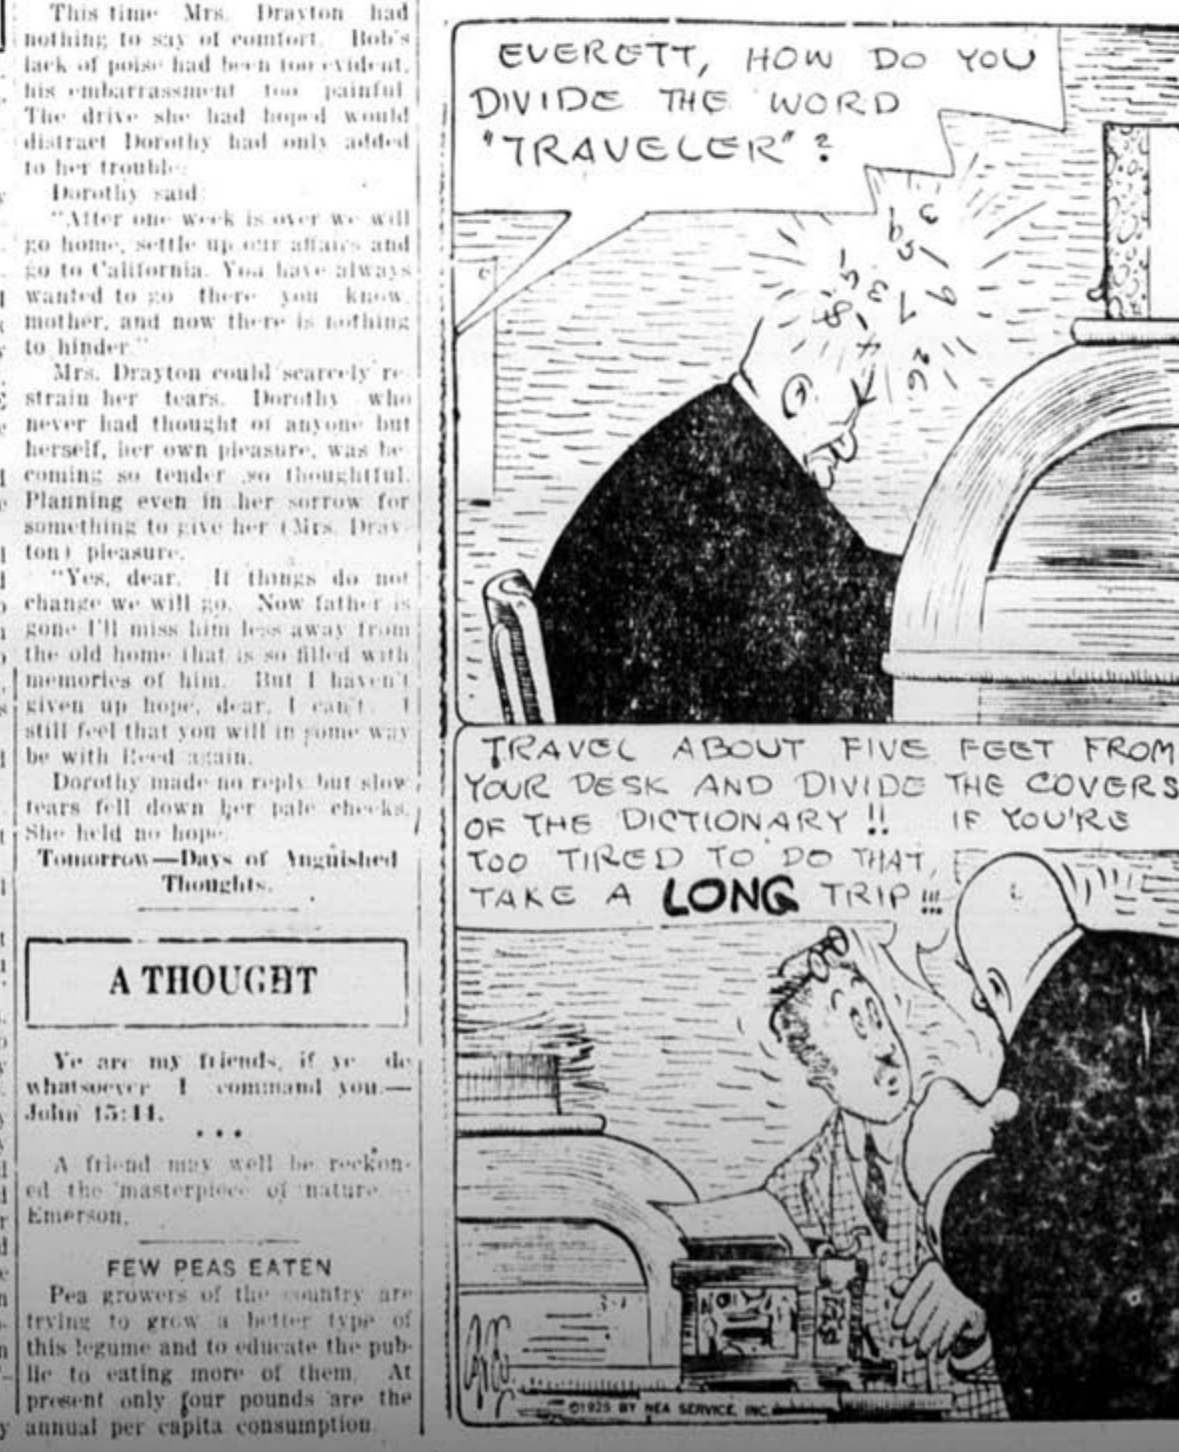 This time Mrs. Drayton had
nothing to say of comfort. Bob's
lack of poise had been too evident,
his embarrassment too painful
The drive she had hoped would
distract Dorothy had only added
to her trouble.
Dorothy said:
"After one week is over we will
go home, settle up our affairs and
go to California. You have always
wanted to go there you know,
mother, and now there is nothing
to hinder."
Mrs. Drayton could scarcely re-
strain her tears. Dorothy who
never had thought of anyone but
herself, her own pleasure, was be-
coming so tender so thoughtful.
Planning even in her sorrow for
something to give her (Mrs. Dray-
ton) pleasure.
"Yes, dear. If things do not
change we will go. Now father is
gone I'll miss him less away from
the old home that is so filled with
memories of him. But I haven't
given up hope, dear, I can't. I
still feel that you will in some way
be with Reed again.
Dorothy made no reply but slow
tears fell down her pale cheeks.
She held no hope.
Tomorrow—Days of Anguished
Thoughts.
A THOUGHT
Ye are my friends, if ye do
whatsoever I command you.—
John 15:14.
• • •
A friend may well be reckon-
ed the masterpiece of nature.—
Emerson.
FEW PEAS EATEN
Pea growers of the country are
trying to grow a better type of
this legume and to educate the pub-
lic to eating more of them. At
present only four pounds are the
annual per capita consumption.
EVERETT, HOW DO YOU
DIVIDE THE WORD
"TRAVELER"?
TRAVEL ABOUT FIVE FEET FROM
YOUR DESK AND DIVIDE THE COVERS
OF THE DICTIONARY!! IF YOU'RE
TOO TIRED TO DO THAT,
TAKE A LONG TRIP!!!
©1925 BY NEA SERVICE, INC.